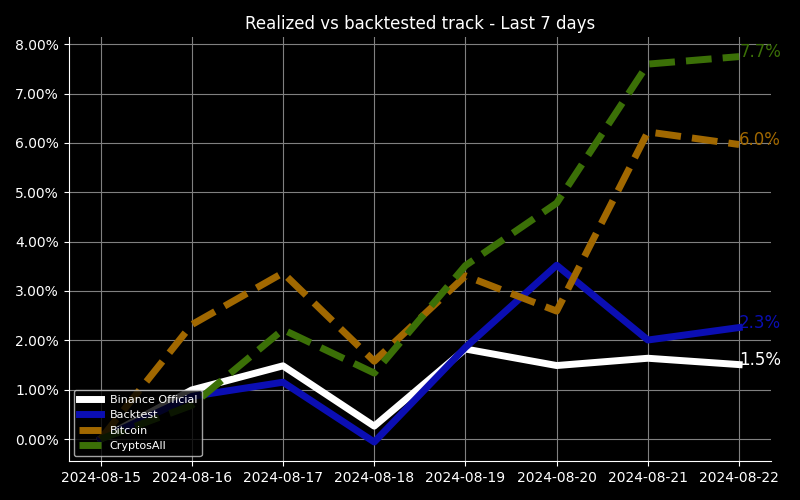 Realized vs backtested track - Last 7 days
8.00%
7.00%
6.00%
5.00%
4.00%
3.00%
2.00%
1.00%
0.00%
7.7%
6.0%
2.3%
1.5%
Binance Official
Backtest
Bitcoin
CryptosAll
2024-08-15 2024-08-16 2024-08-17 2024-08-18 2024-08-19 2024-08-20 2024-08-21 2024-08-22